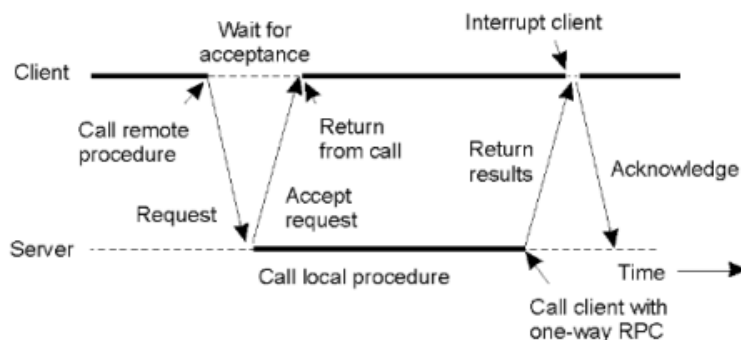 Wait for
acceptance
Interrupt client
Client
Call remote
procedure
Return
from call
Return
results
Acknowledge
Request
Accept
request
Server
Call local procedure
Time
Call client with
one-way RPC